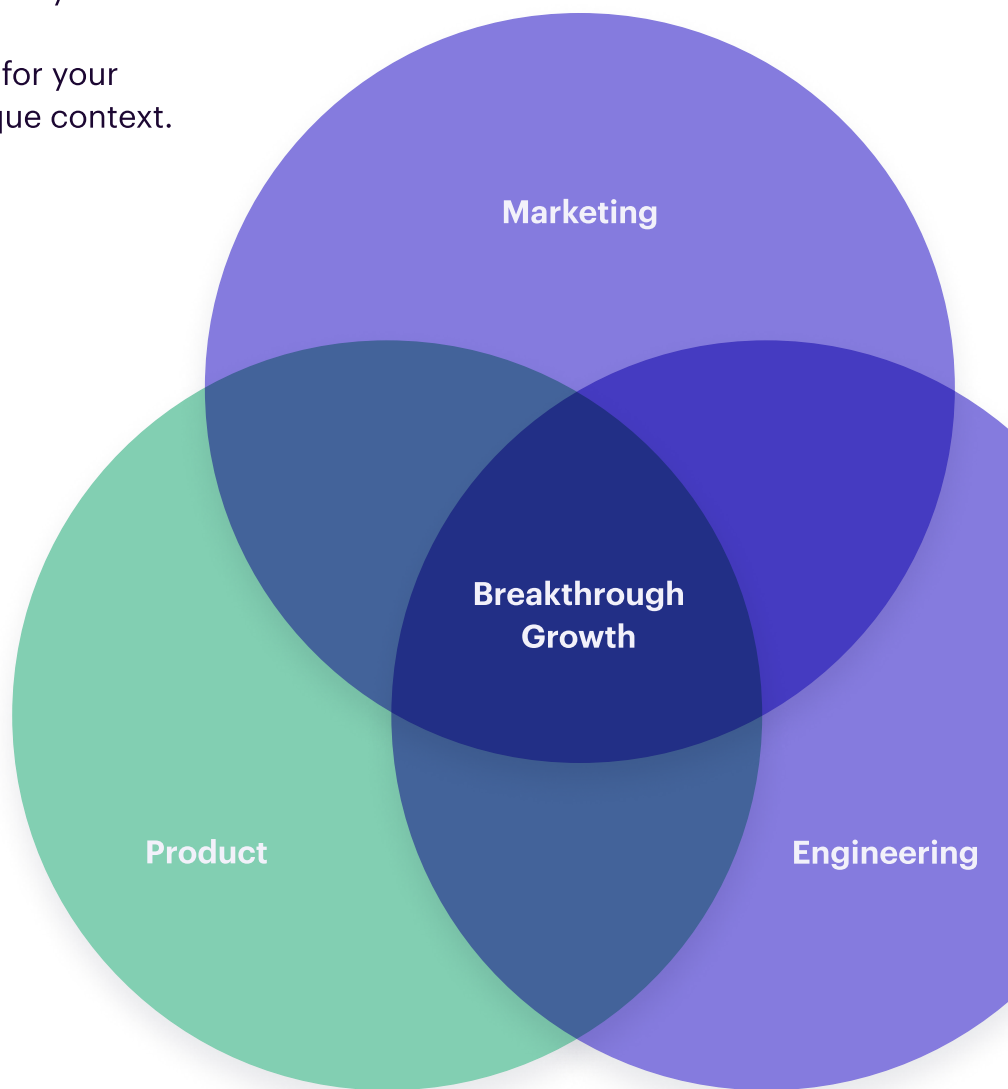 for your
que context.
Marketing
Breakthrough
Growth
Product
Engineering